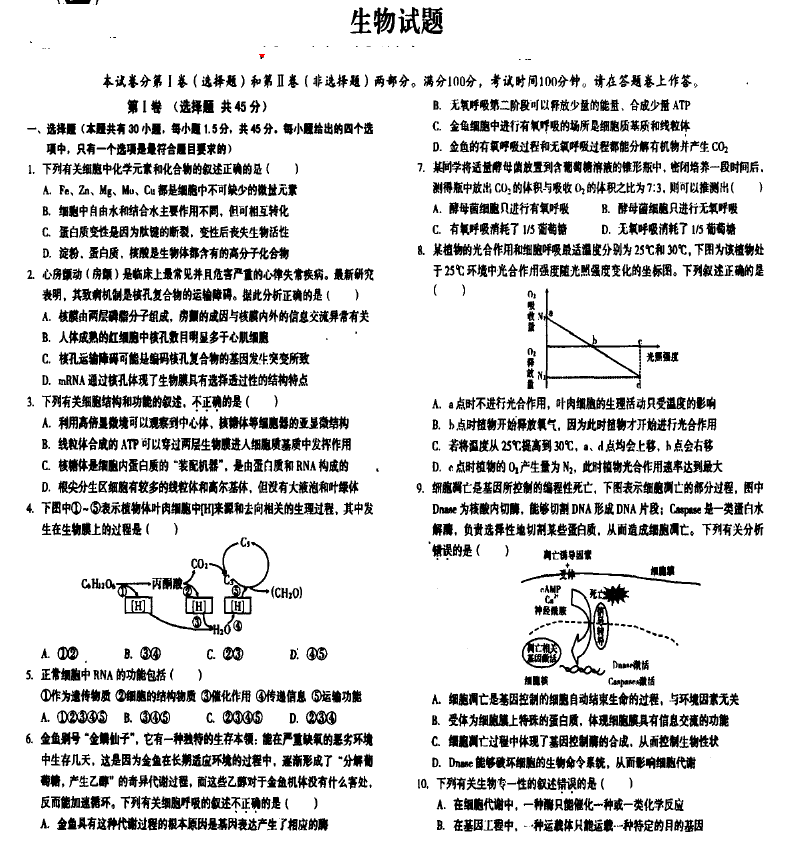 生物试题
本试卷分第Ⅰ卷（选择题）和第Ⅱ卷（非选择题）两部分。满分100分，考试时间100分钟。请在答题卷上作答。
第Ⅰ卷 （选择题 共45分）
一、选择题（本题共有30小题，每小题1.5分，共45分。每小题给出的四个选
项中，只有一个选项是最符合题目要求的）
1. 下列有关细胞中化学元素和化合物的叙述正确的是（　　）
A. Fe、Zn、Mg、Mo、Cu都是细胞中不可缺少的微量元素
B. 细胞中自由水和结合水主要作用不同，但可相互转化
C. 蛋白质变性是因为肽键的断裂，变性后丧失生物活性
D. 淀粉，蛋白质，核酸是生物体都含有的高分子化合物
2. 心房颤动（房颤）是临床上最常见并且危害严重的心律失常疾病。最新研究
表明，其致病机制是核孔复合物的运输障碍。据此分析正确的是（　　）
A. 核膜由两层磷脂分子组成，房颤的成因与核膜内外的信息交流异常有关
B. 人体成熟的红细胞中核孔数目明显多于心肌细胞
C. 核孔运输障碍可能是编码核孔复合物的基因发生突变所致
D. mRNA通过核孔体现了生物膜具有选择透过性的结构特点
3. 下列有关细胞结构和功能的叙述，不正确的是（　　）
A. 利用高倍显微镜可以观察到中心体、核糖体等细胞器的亚显微结构
B. 线粒体合成的ATP可以穿过两层生物膜进入细胞质基质中发挥作用
C. 核糖体是细胞内蛋白质的“装配机器”，是由蛋白质和RNA构成的
D. 根尖分生区细胞有较多的线粒体和高尔基体，但没有大液泡和叶绿体
4. 下图中①~⑤表示植物体叶肉细胞中[H]来源和去向相关的生理过程，其中发
生在生物膜上的过程是（　　）
C₅
CO₂
C₆H₁₂O₆ 丙酮酸 C₃ (CH₂O)
① ② ⑤
[H] [H] [H]
③ H₂O ④
A. ①② B. ③④ C. ②③ D. ④⑤
5. 正常细胞中RNA的功能包括（　　）
①作为遗传物质 ②细胞的结构物质 ③催化作用 ④传递信息 ⑤运输功能
A. ①②③④⑤ B. ③④⑤ C. ②③④⑤ D. ②③④
6. 金鱼别号“金鳞仙子”，它有一种独特的生存本领：能在严重缺氧的恶劣环境
中生存几天，这是因为金鱼在长期适应环境的过程中，逐渐形成了“分解葡
萄糖，产生乙醇”的奇异代谢过程，而这些乙醇对于金鱼机体没有什么害处，
反而能加速循环。下列有关细胞呼吸的叙述不正确的是（　　）
A. 金鱼具有这种代谢过程的根本原因是基因表达产生了相应的酶
B. 无氧呼吸第二阶段可以释放少量的能量、合成少量ATP
C. 金鱼细胞中进行有氧呼吸的场所是细胞质基质和线粒体
D. 金鱼的有氧呼吸过程和无氧呼吸过程都能分解有机物并产生CO₂
7. 某同学将适量酵母菌放置到含葡萄糖溶液的锥形瓶中，密闭培养一段时间后，
测得瓶中放出CO₂的体积与吸收O₂的体积之比为7:3，则可以推测出（　　）
A. 酵母菌细胞只进行有氧呼吸 B. 酵母菌细胞只进行无氧呼吸
C. 有氧呼吸消耗了1/5葡萄糖 D. 无氧呼吸消耗了1/5葡萄糖
8. 某植物的光合作用和细胞呼吸最适温度分别为25℃和30℃，下图为该植物处
于25℃环境中光合作用强度随光照强度变化的坐标图。下列叙述正确的是
（　　）
O₂吸收量 N₁ a
b c 光照强度
O₂释放量 N₂ d
A. a点时不进行光合作用，叶肉细胞的生理活动只受温度的影响
B. b点时植物开始释放氧气，因为此时植物才开始进行光合作用
C. 若将温度从25℃提高到30℃，a、d点均会上移，b点会右移
D. c点时植物的O₂产生量为N₂，此时植物光合作用速率达到最大
9. 细胞凋亡是基因所控制的编程性死亡，下图表示细胞凋亡的部分过程，图中
Dnase为核酸内切酶，能够切割DNA形成DNA片段；Caspase是一类蛋白水
解酶，负责选择性地切割某些蛋白质，从而造成细胞凋亡。下列有关分析
错误的是（　　）
凋亡诱导因素
受体 细胞膜
cAMP
Ca²⁺
神经酰胺
死亡
凋亡相关
基因激活
Dnase激活
细胞核 Caspases激活
A. 细胞凋亡是基因控制的细胞自动结束生命的过程，与环境因素无关
B. 受体为细胞膜上特殊的蛋白质，体现细胞膜具有信息交流的功能
C. 细胞凋亡过程中体现了基因控制酶的合成，从而控制生物性状
D. Dnase能够破坏细胞的生物命令系统，从而影响细胞代谢
10. 下列有关生物专一性的叙述错误的是（　　）
A. 在细胞代谢中，一种酶只能催化一种或一类化学反应
B. 在基因工程中，一种运载体只能运载一种特定的目的基因